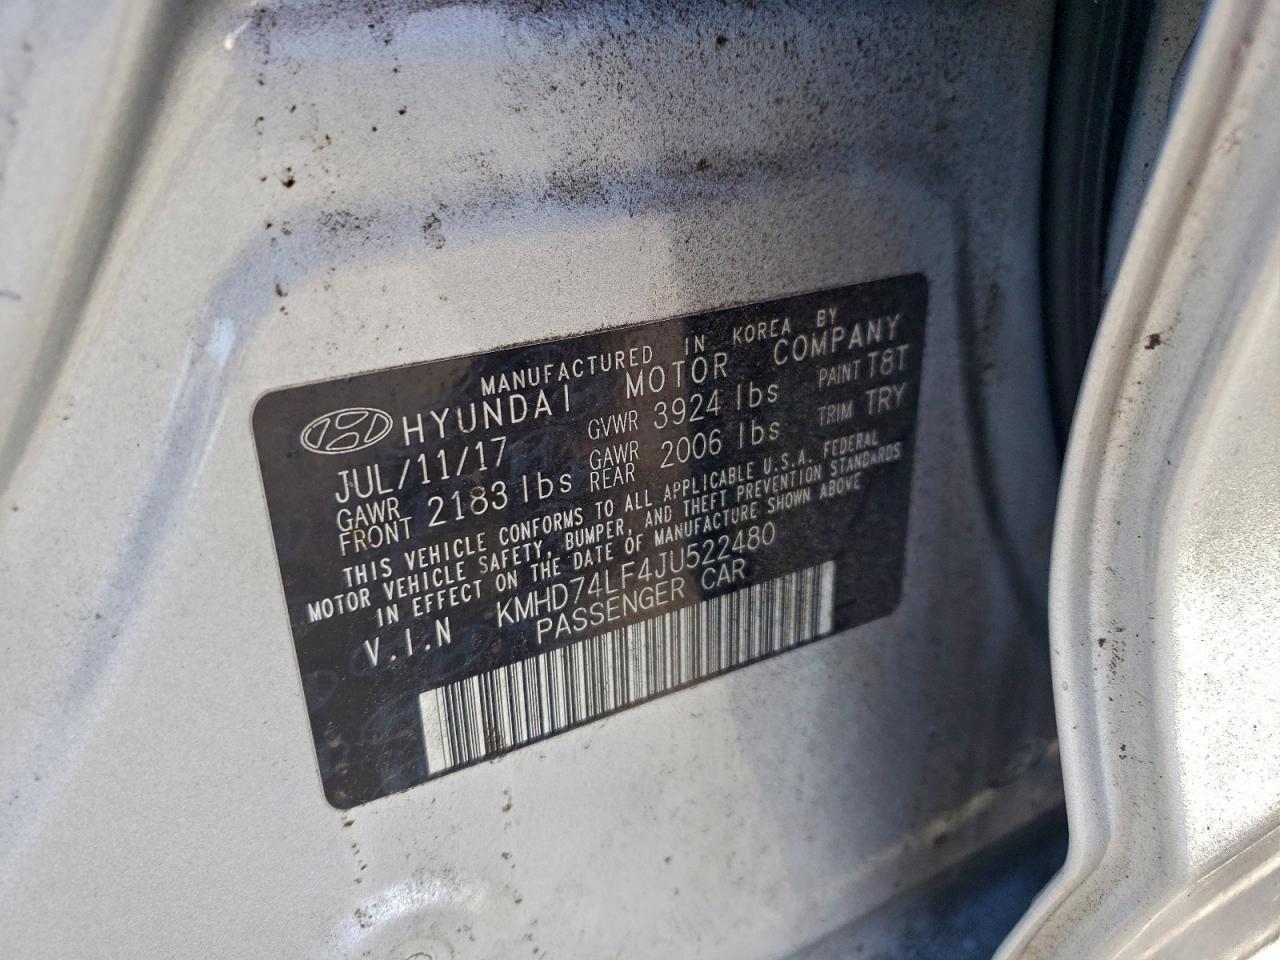 MANUFACTURED IN KOREA BY
HYUNDAI MOTOR COMPANY
JUL/11/17 GVWR 3924 lbs PAINT T8T
GAWR FRONT 2183 lbs GAWR REAR 2006 lbs TRIM TRY
THIS VEHICLE CONFORMS TO ALL APPLICABLE U.S.A. FEDERAL
MOTOR VEHICLE SAFETY, BUMPER, AND THEFT PREVENTION STANDARDS
IN EFFECT ON THE DATE OF MANUFACTURE SHOWN ABOVE
V.I.N KMHD74LF4JU522480
PASSENGER CAR